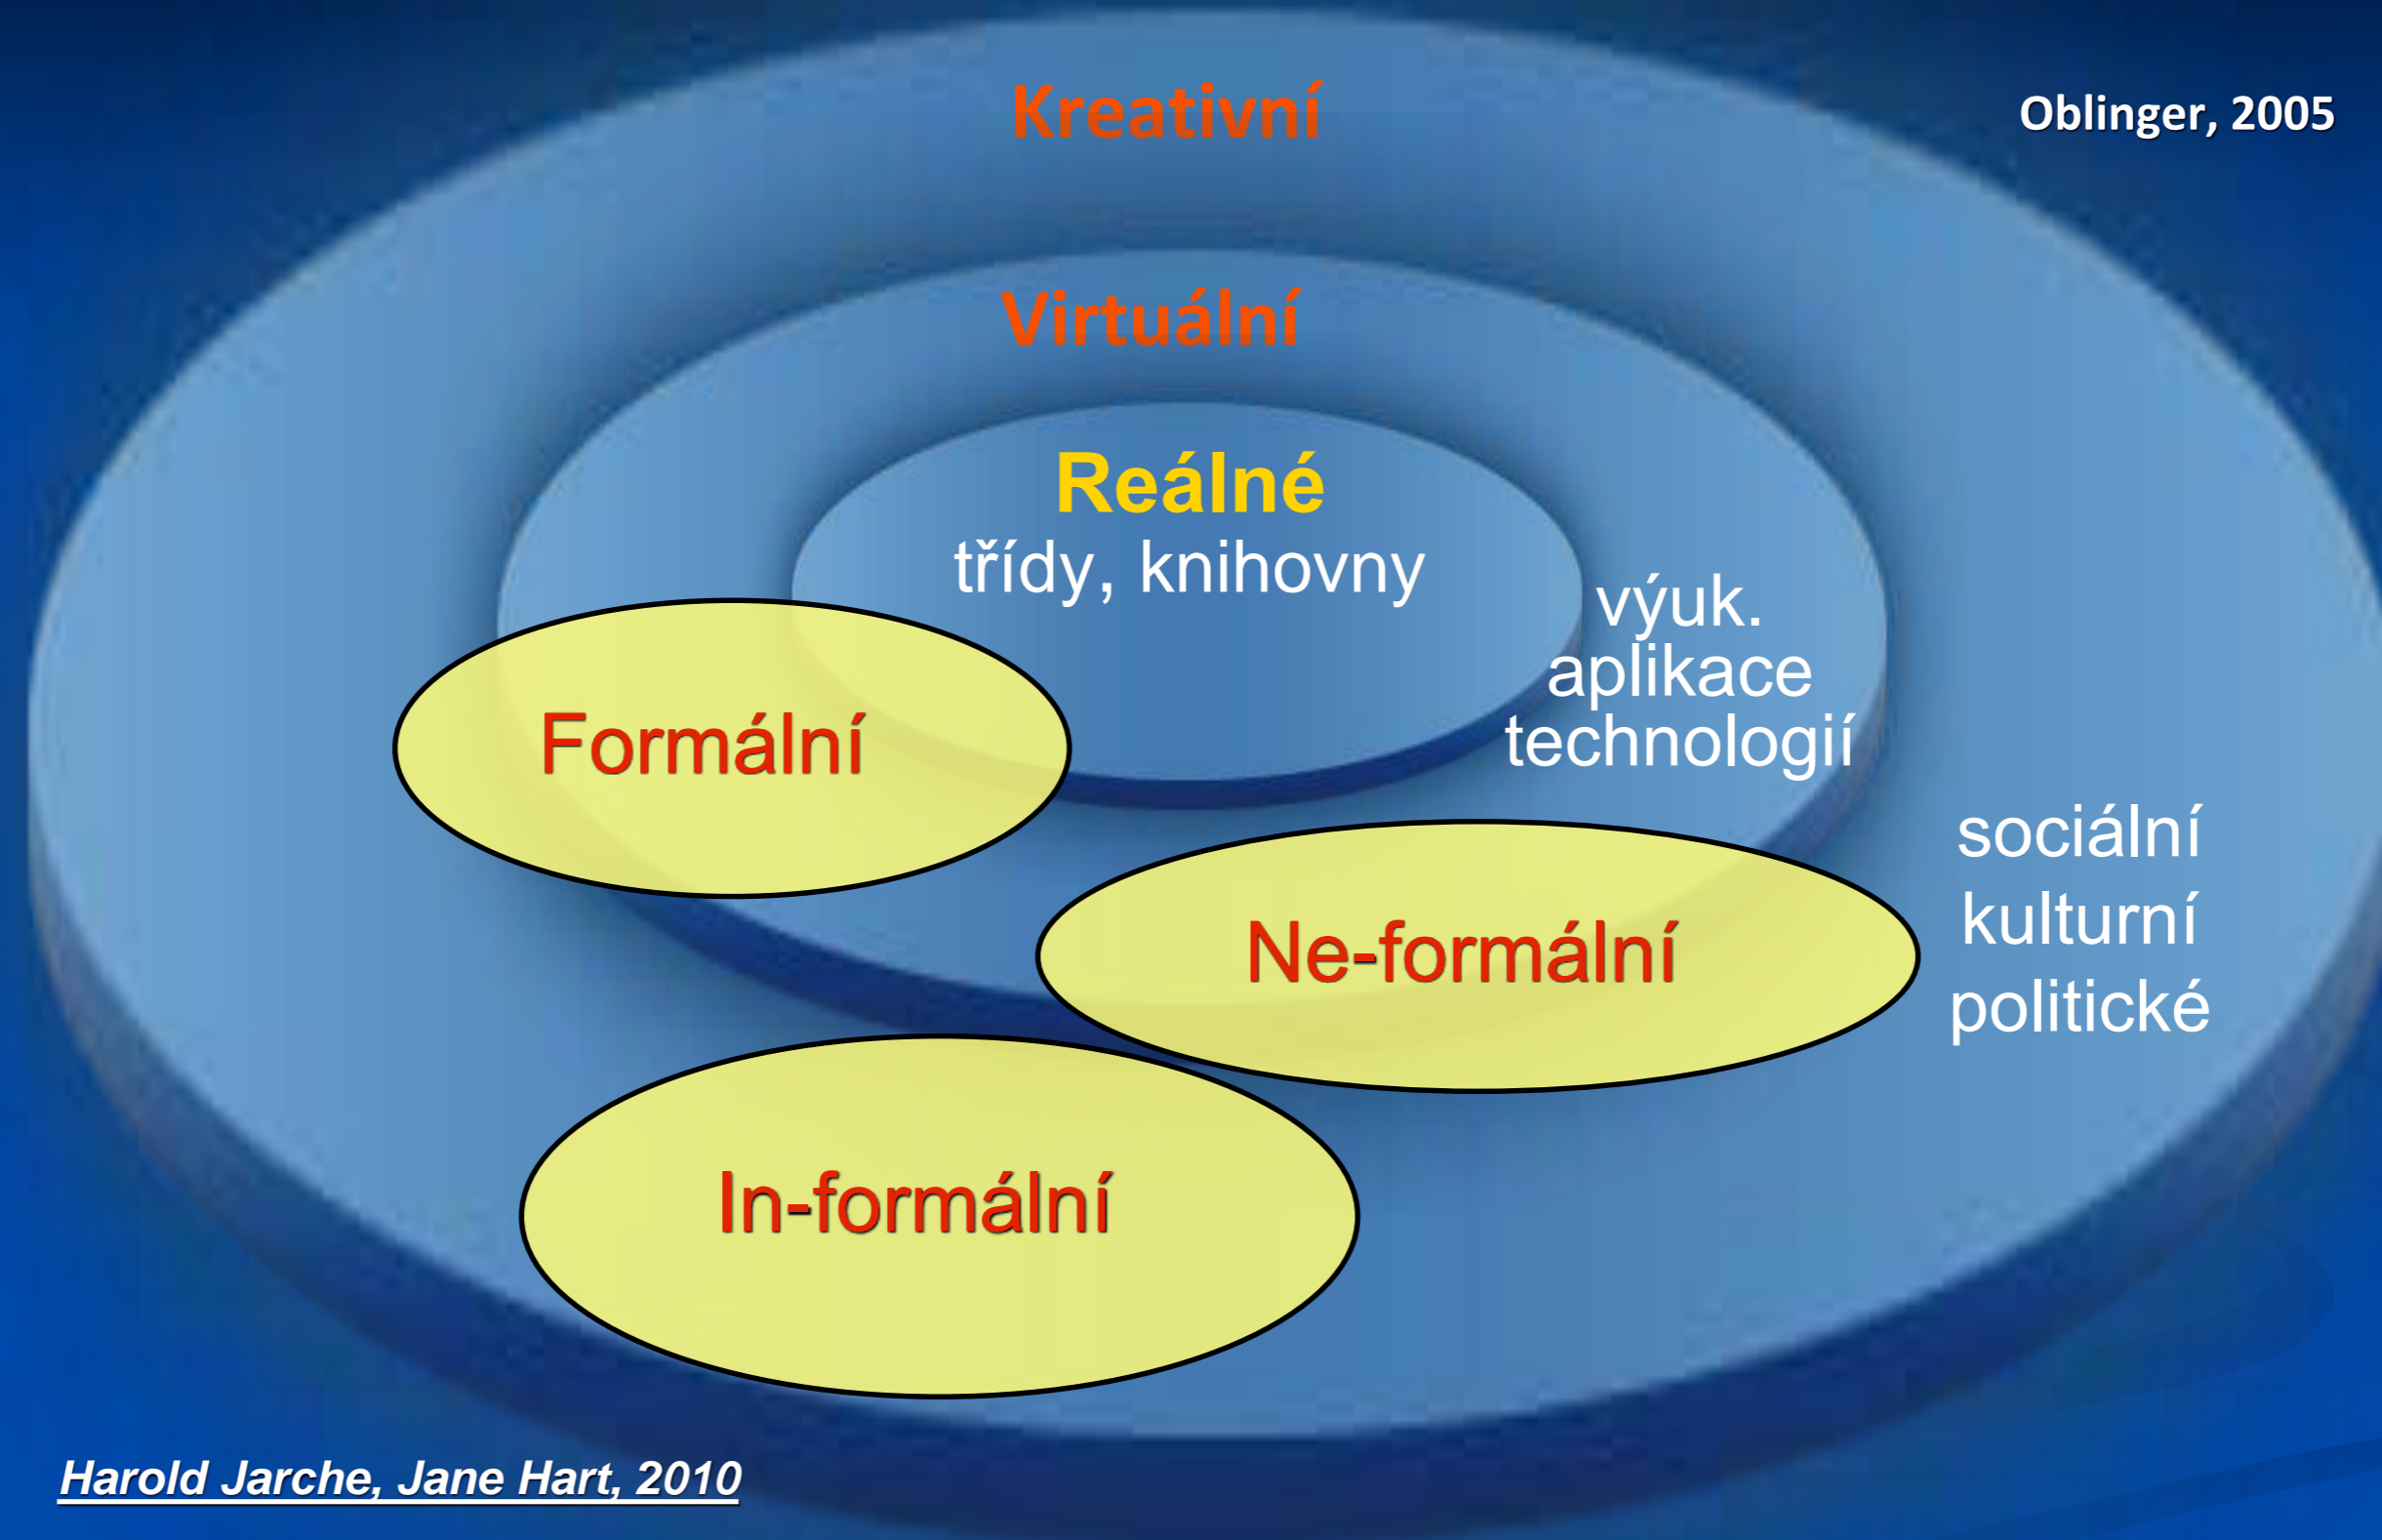 Kreativní
Oblinger, 2005
Virtuální
Reálné
třídy, knihovny
výuk.
aplikace
technologií
Formální
sociální
kulturní
politické
Ne-formální
In-formální
Harold Jarche, Jane Hart, 2010